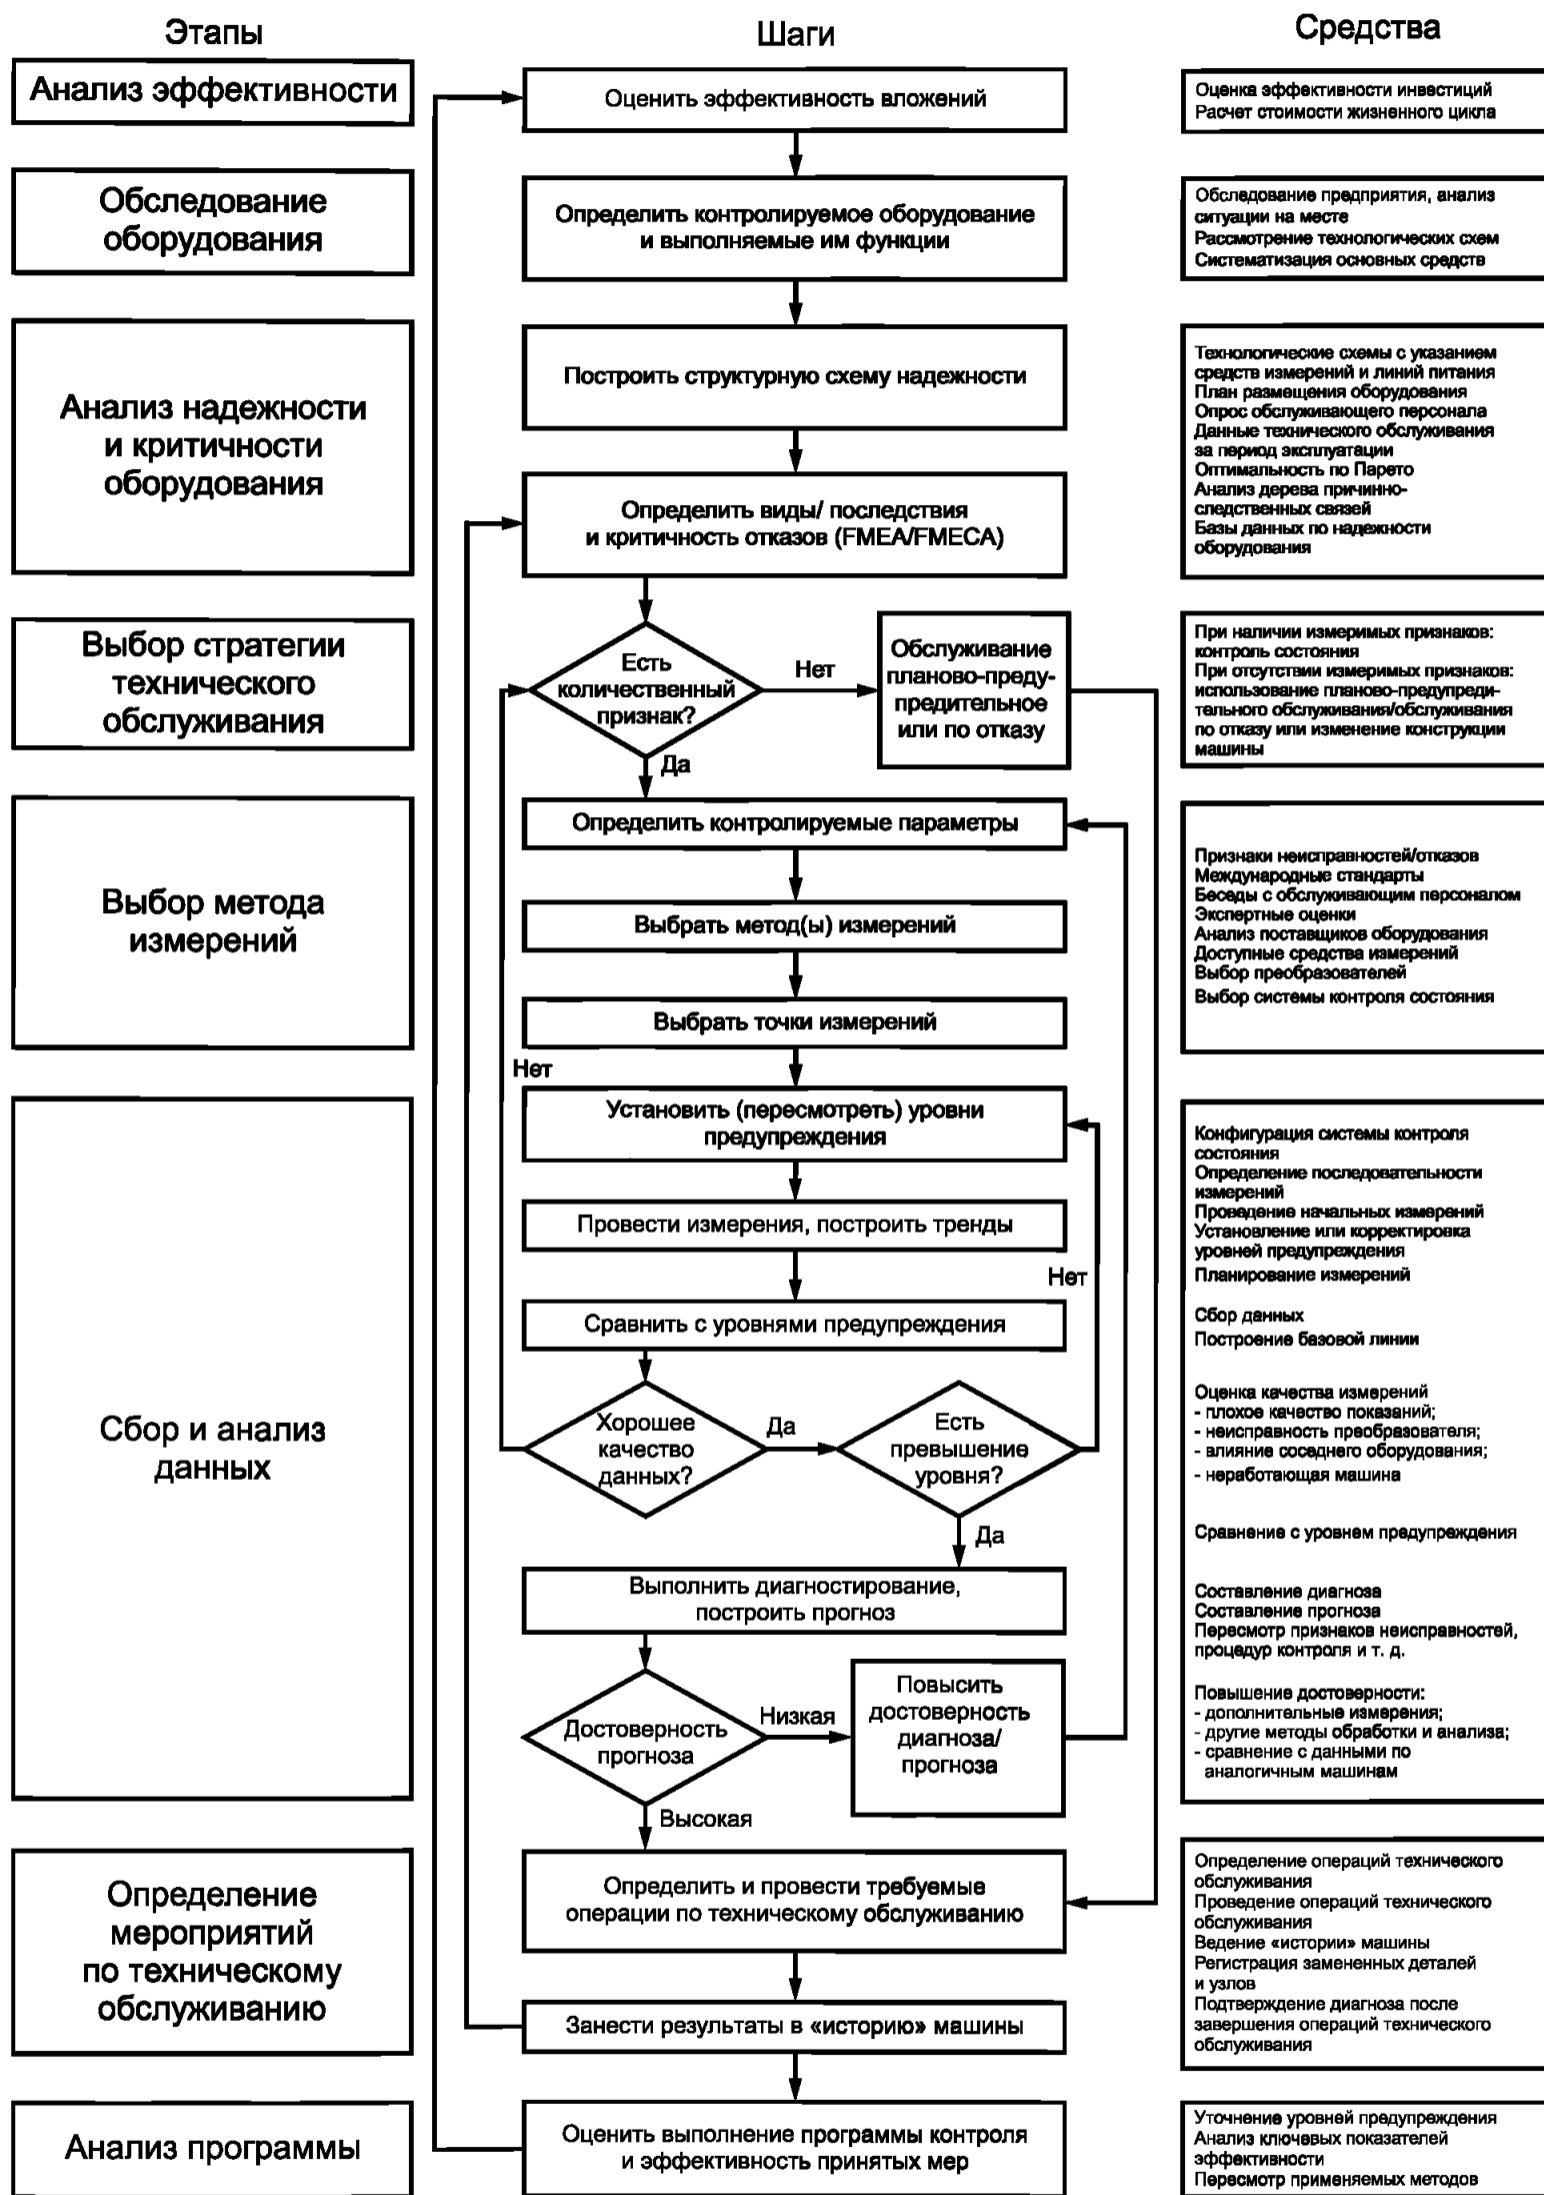 Этапы
Шаги
Средства
Анализ эффективности
Оценить эффективность вложений
Оценка эффективности инвестиций
Расчет стоимости жизненного цикла
Обследование
оборудования
Определить контролируемое оборудование
и выполняемые им функции
Обследование предприятия, анализ
ситуации на месте
Рассмотрение технологических схем
Систематизация основных средств
Анализ надежности
и критичности
оборудования
Построить структурную схему надежности
Определить виды/ последствия
и критичность отказов (FMEA/FMECA)
Технологические схемы с указанием
средств измерений и линий питания
План размещения оборудования
Опрос обслуживающего персонала
Данные технического обслуживания
за период эксплуатации
Оптимальность по Парето
Анализ дерева причинно-
следственных связей
Базы данных по надежности
оборудования
Выбор стратегии
технического
обслуживания
Есть
количественный
признак?
Нет
Обслуживание
планово-преду-
предительное
или по отказу
Да
При наличии измеримых признаков:
контроль состояния
При отсутствии измеримых признаков:
использование планово-предупреди-
тельного обслуживания/обслуживания
по отказу или изменение конструкции
машины
Выбор метода
измерений
Определить контролируемые параметры
Выбрать метод(ы) измерений
Выбрать точки измерений
Признаки неисправностей/отказов
Международные стандарты
Беседы с обслуживающим персоналом
Экспертные оценки
Анализ поставщиков оборудования
Доступные средства измерений
Выбор преобразователей
Выбор системы контроля состояния
Сбор и анализ
данных
Нет
Установить (пересмотреть) уровни
предупреждения
Провести измерения, построить тренды
Нет
Сравнить с уровнями предупреждения
Хорошее
качество
данных?
Да
Есть
превышение
уровня?
Да
Выполнить диагностирование,
построить прогноз
Достоверность
прогноза
Низкая
Повысить
достоверность
диагноза/
прогноза
Высокая
Конфигурация системы контроля
состояния
Определение последовательности
измерений
Проведение начальных измерений
Установление или корректировка
уровней предупреждения
Планирование измерений
Сбор данных
Построение базовой линии
Оценка качества измерений
- плохое качество показаний;
- неисправность преобразователя;
- влияние соседнего оборудования;
- неработающая машина
Сравнение с уровнем предупреждения
Составление диагноза
Составление прогноза
Пересмотр признаков неисправностей,
процедур контроля и т. д.
Повышение достоверности:
- дополнительные измерения;
- другие методы обработки и анализа;
- сравнение с данными по
аналогичным машинам
Определение
мероприятий
по техническому
обслуживанию
Определить и провести требуемые
операции по техническому обслуживанию
Занести результаты в «историю» машины
Определение операций технического
обслуживания
Проведение операций технического
обслуживания
Ведение «истории» машины
Регистрация замененных деталей
и узлов
Подтверждение диагноза после
завершения операций технического
обслуживания
Анализ программы
Оценить выполнение программы контроля
и эффективность принятых мер
Уточнение уровней предупреждения
Анализ ключевых показателей
эффективности
Пересмотр применяемых методов